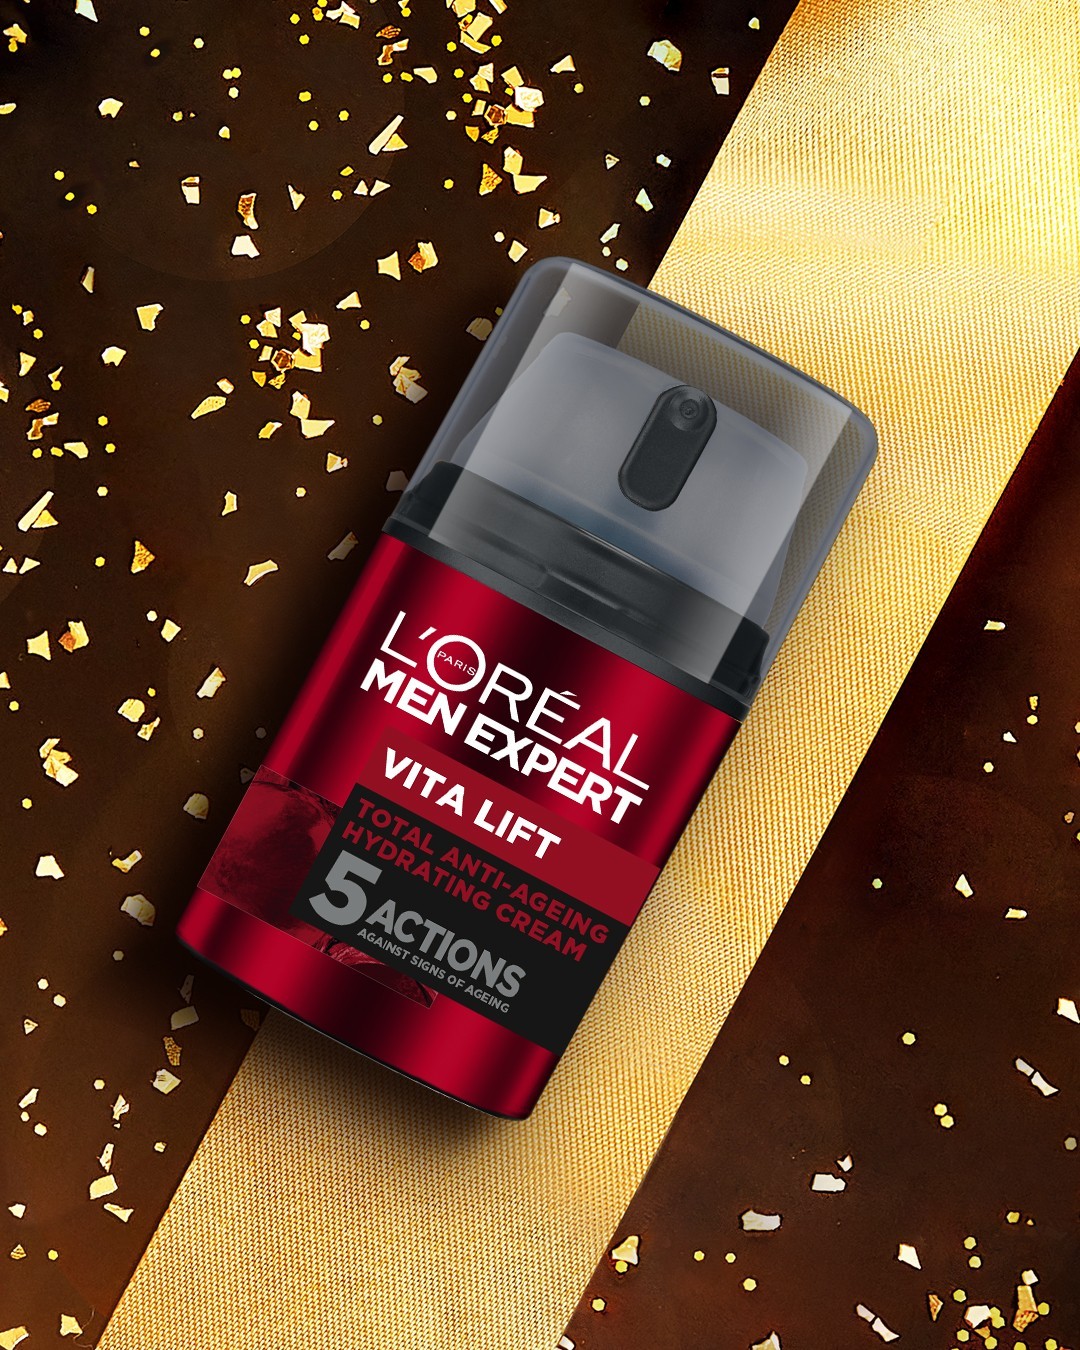 L'ORÉAL
PARIS
MEN EXPERT
VITA LIFT
TOTAL ANTI-AGEING
HYDRATING CREAM
5 ACTIONS
AGAINST SIGNS OF AGEING